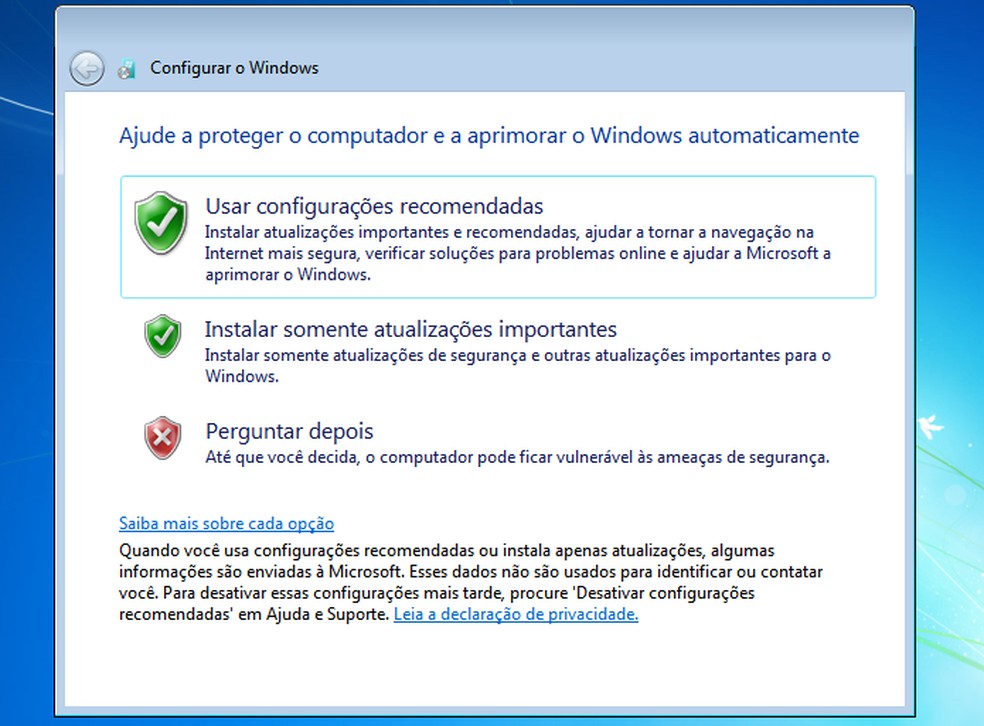 Configurar o Windows
Ajude a proteger o computador e a aprimorar o Windows automaticamente
Usar configurações recomendadas
Instalar atualizações importantes e recomendadas, ajudar a tornar a navegação na
Internet mais segura, verificar soluções para problemas online e ajudar a Microsoft a
aprimorar o Windows.
Instalar somente atualizações importantes
Instalar somente atualizações de segurança e outras atualizações importantes para o
Windows.
Perguntar depois
Até que você decida, o computador pode ficar vulnerável às ameaças de segurança.
Saiba mais sobre cada opção
Quando você usa configurações recomendadas ou instala apenas atualizações, algumas
informações são enviadas à Microsoft. Esses dados não são usados para identificar ou contatar
você. Para desativar essas configurações mais tarde, procure 'Desativar configurações
recomendadas' em Ajuda e Suporte. Leia a declaração de privacidade.